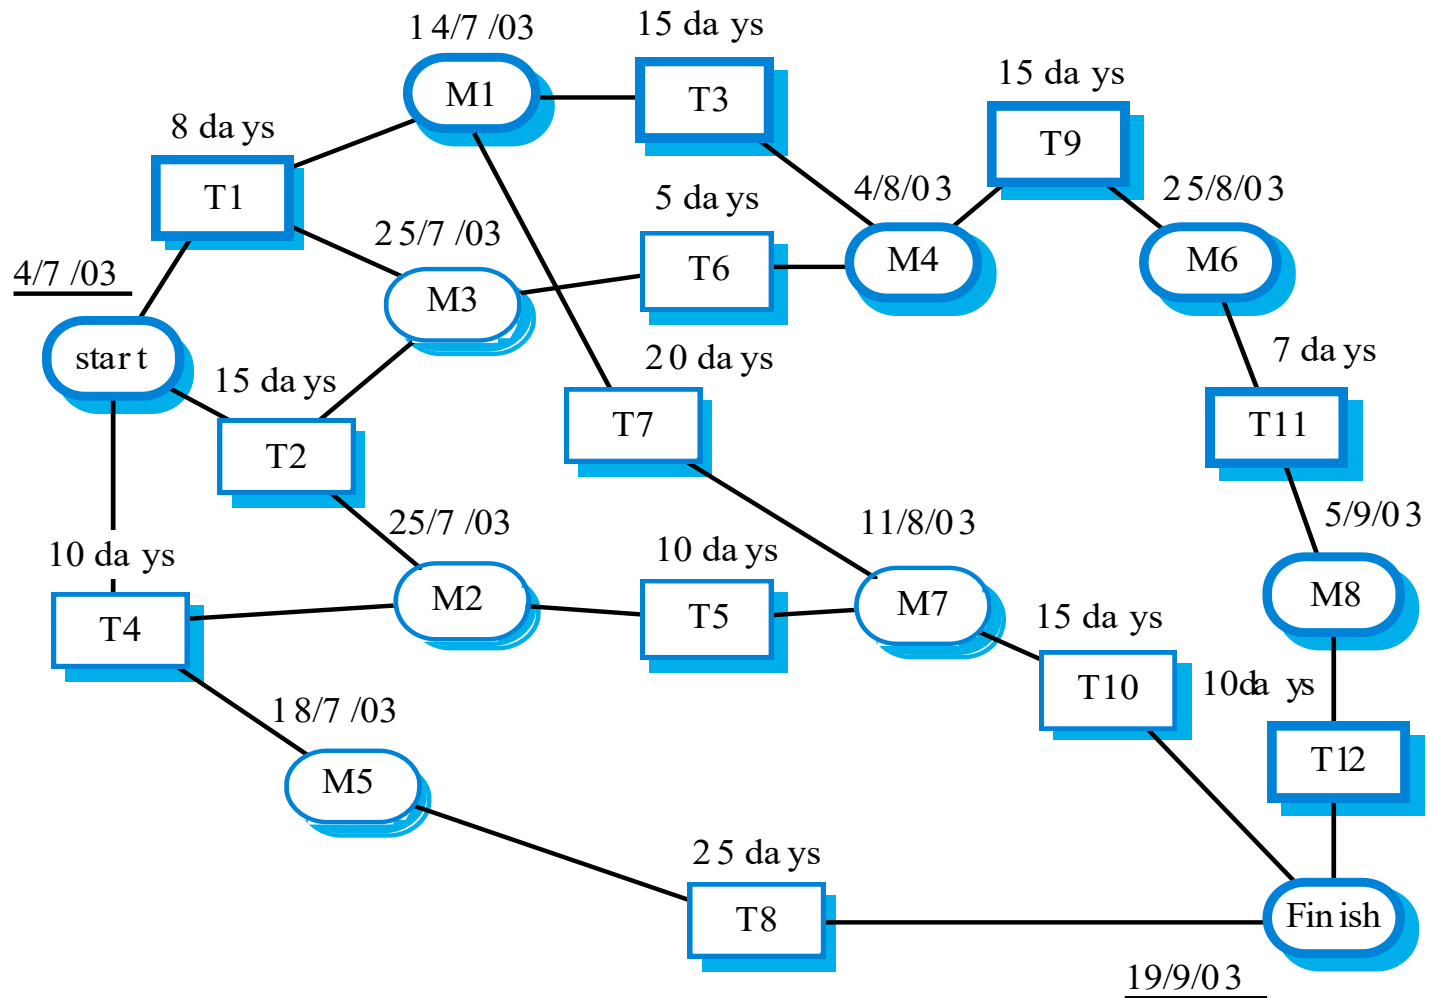 14/7/03
15 days
M1
T3
15 days
8 days
T9
T1
4/8/03
25/8/03
5 days
25/7/03
M4
M6
4/7/03
T6
M3
start
15 days
20 days
7 days
T7
T11
T2
25/7/03
11/8/03
5/9/03
10 days
10 days
M2
M7
M8
T4
T5
15 days
T10
10days
18/7/03
T12
M5
25 days
T8
Finish
19/9/03